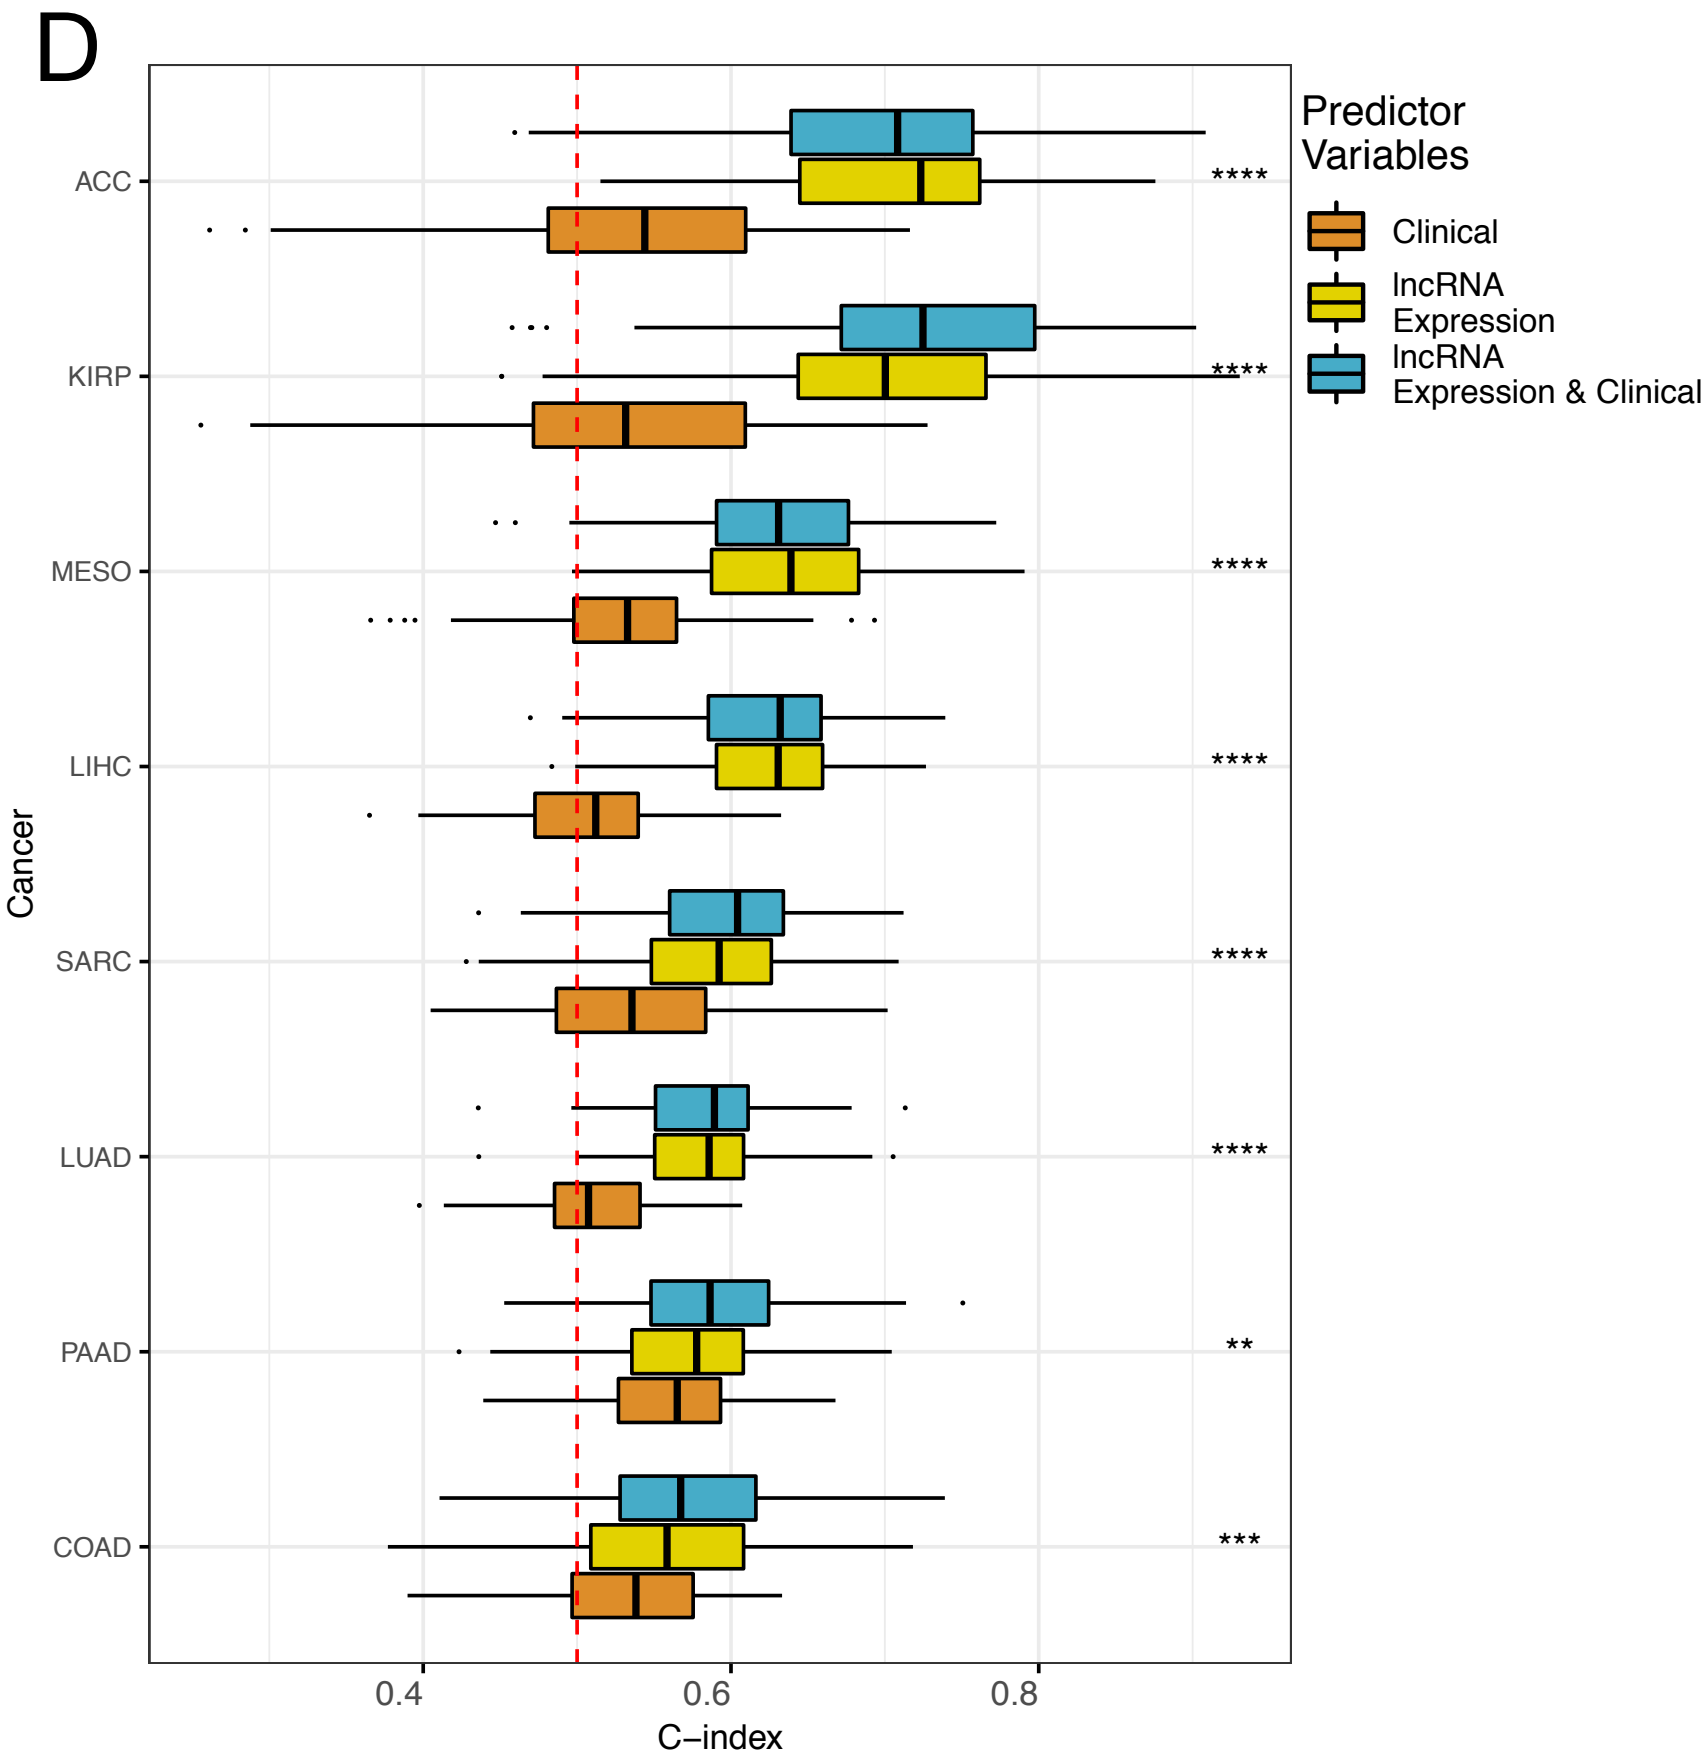 D
Predictor
Variables
Clinical
lncRNA
Expression
lncRNA
Expression & Clinical
Cancer
ACC
****
KIRP
****
MESO
****
LIHC
****
SARC
****
LUAD
****
PAAD
**
COAD
***
0.4 0.6 0.8
C−index